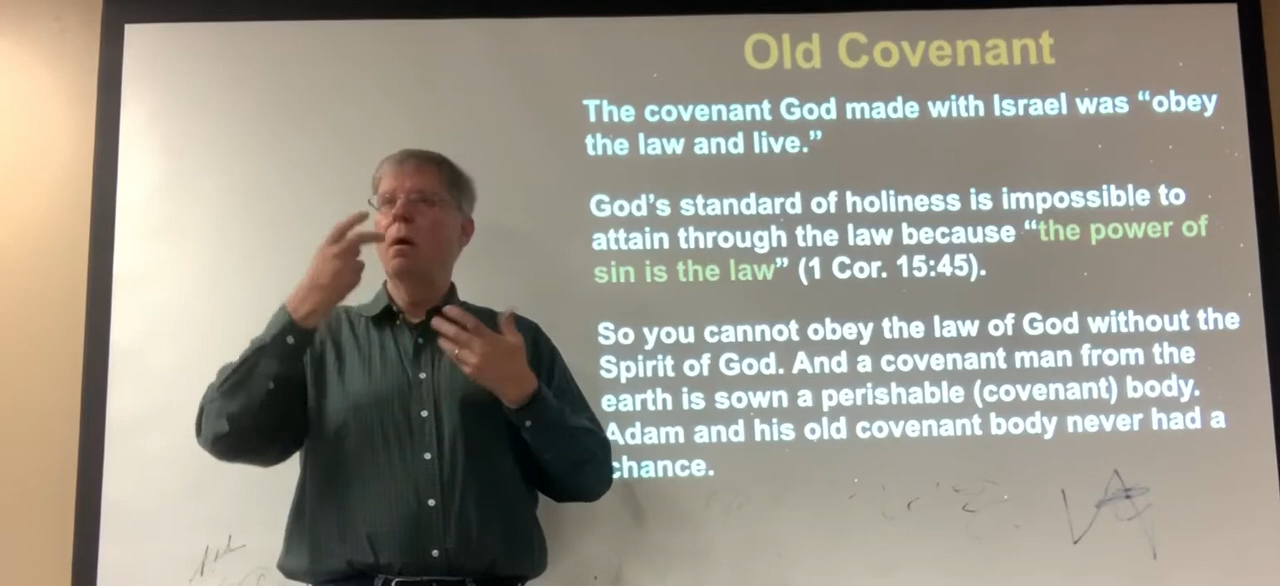 Old Covenant
The covenant God made with Israel was “obey
the law and live.”
God’s standard of holiness is impossible to
attain through the law because “the power of
sin is the law” (1 Cor. 15:45).
So you cannot obey the law of God without the
Spirit of God. And a covenant man from the
earth is sown a perishable (covenant) body.
Adam and his old covenant body never had a
chance.